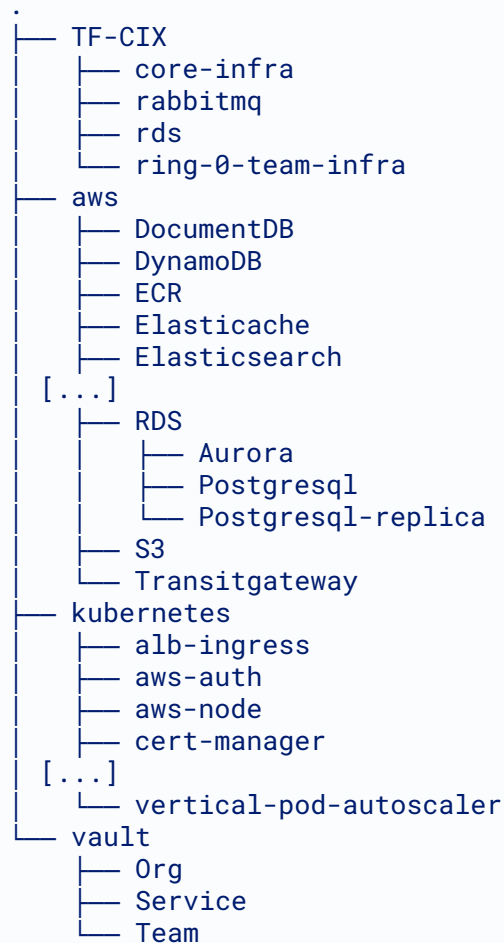 .
├── TF-CIX
│   ├── core-infra
│   ├── rabbitmq
│   ├── rds
│   └── ring-0-team-infra
├── aws
│   ├── DocumentDB
│   ├── DynamoDB
│   ├── ECR
│   ├── Elasticache
│   ├── Elasticsearch
│ [...]
│   ├── RDS
│   │   ├── Aurora
│   │   ├── Postgresql
│   │   └── Postgresql-replica
│   ├── S3
│   └── Transitgateway
├── kubernetes
│   ├── alb-ingress
│   ├── aws-auth
│   ├── aws-node
│   ├── cert-manager
│ [...]
│   └── vertical-pod-autoscaler
└── vault
    ├── Org
    ├── Service
    └── Team